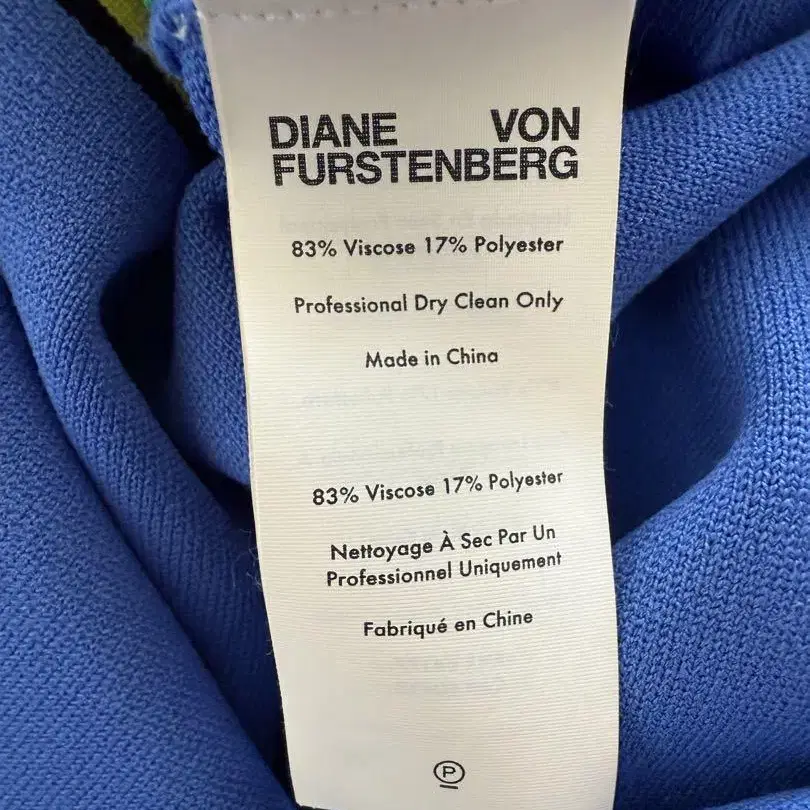 DIANE VON
FURSTENBERG
83% Viscose 17% Polyester
Professional Dry Clean Only
Made in China
83% Viscose 17% Polyester
Nettoyage À Sec Par Un
Professionnel Uniquement
Fabriqué en Chine
P